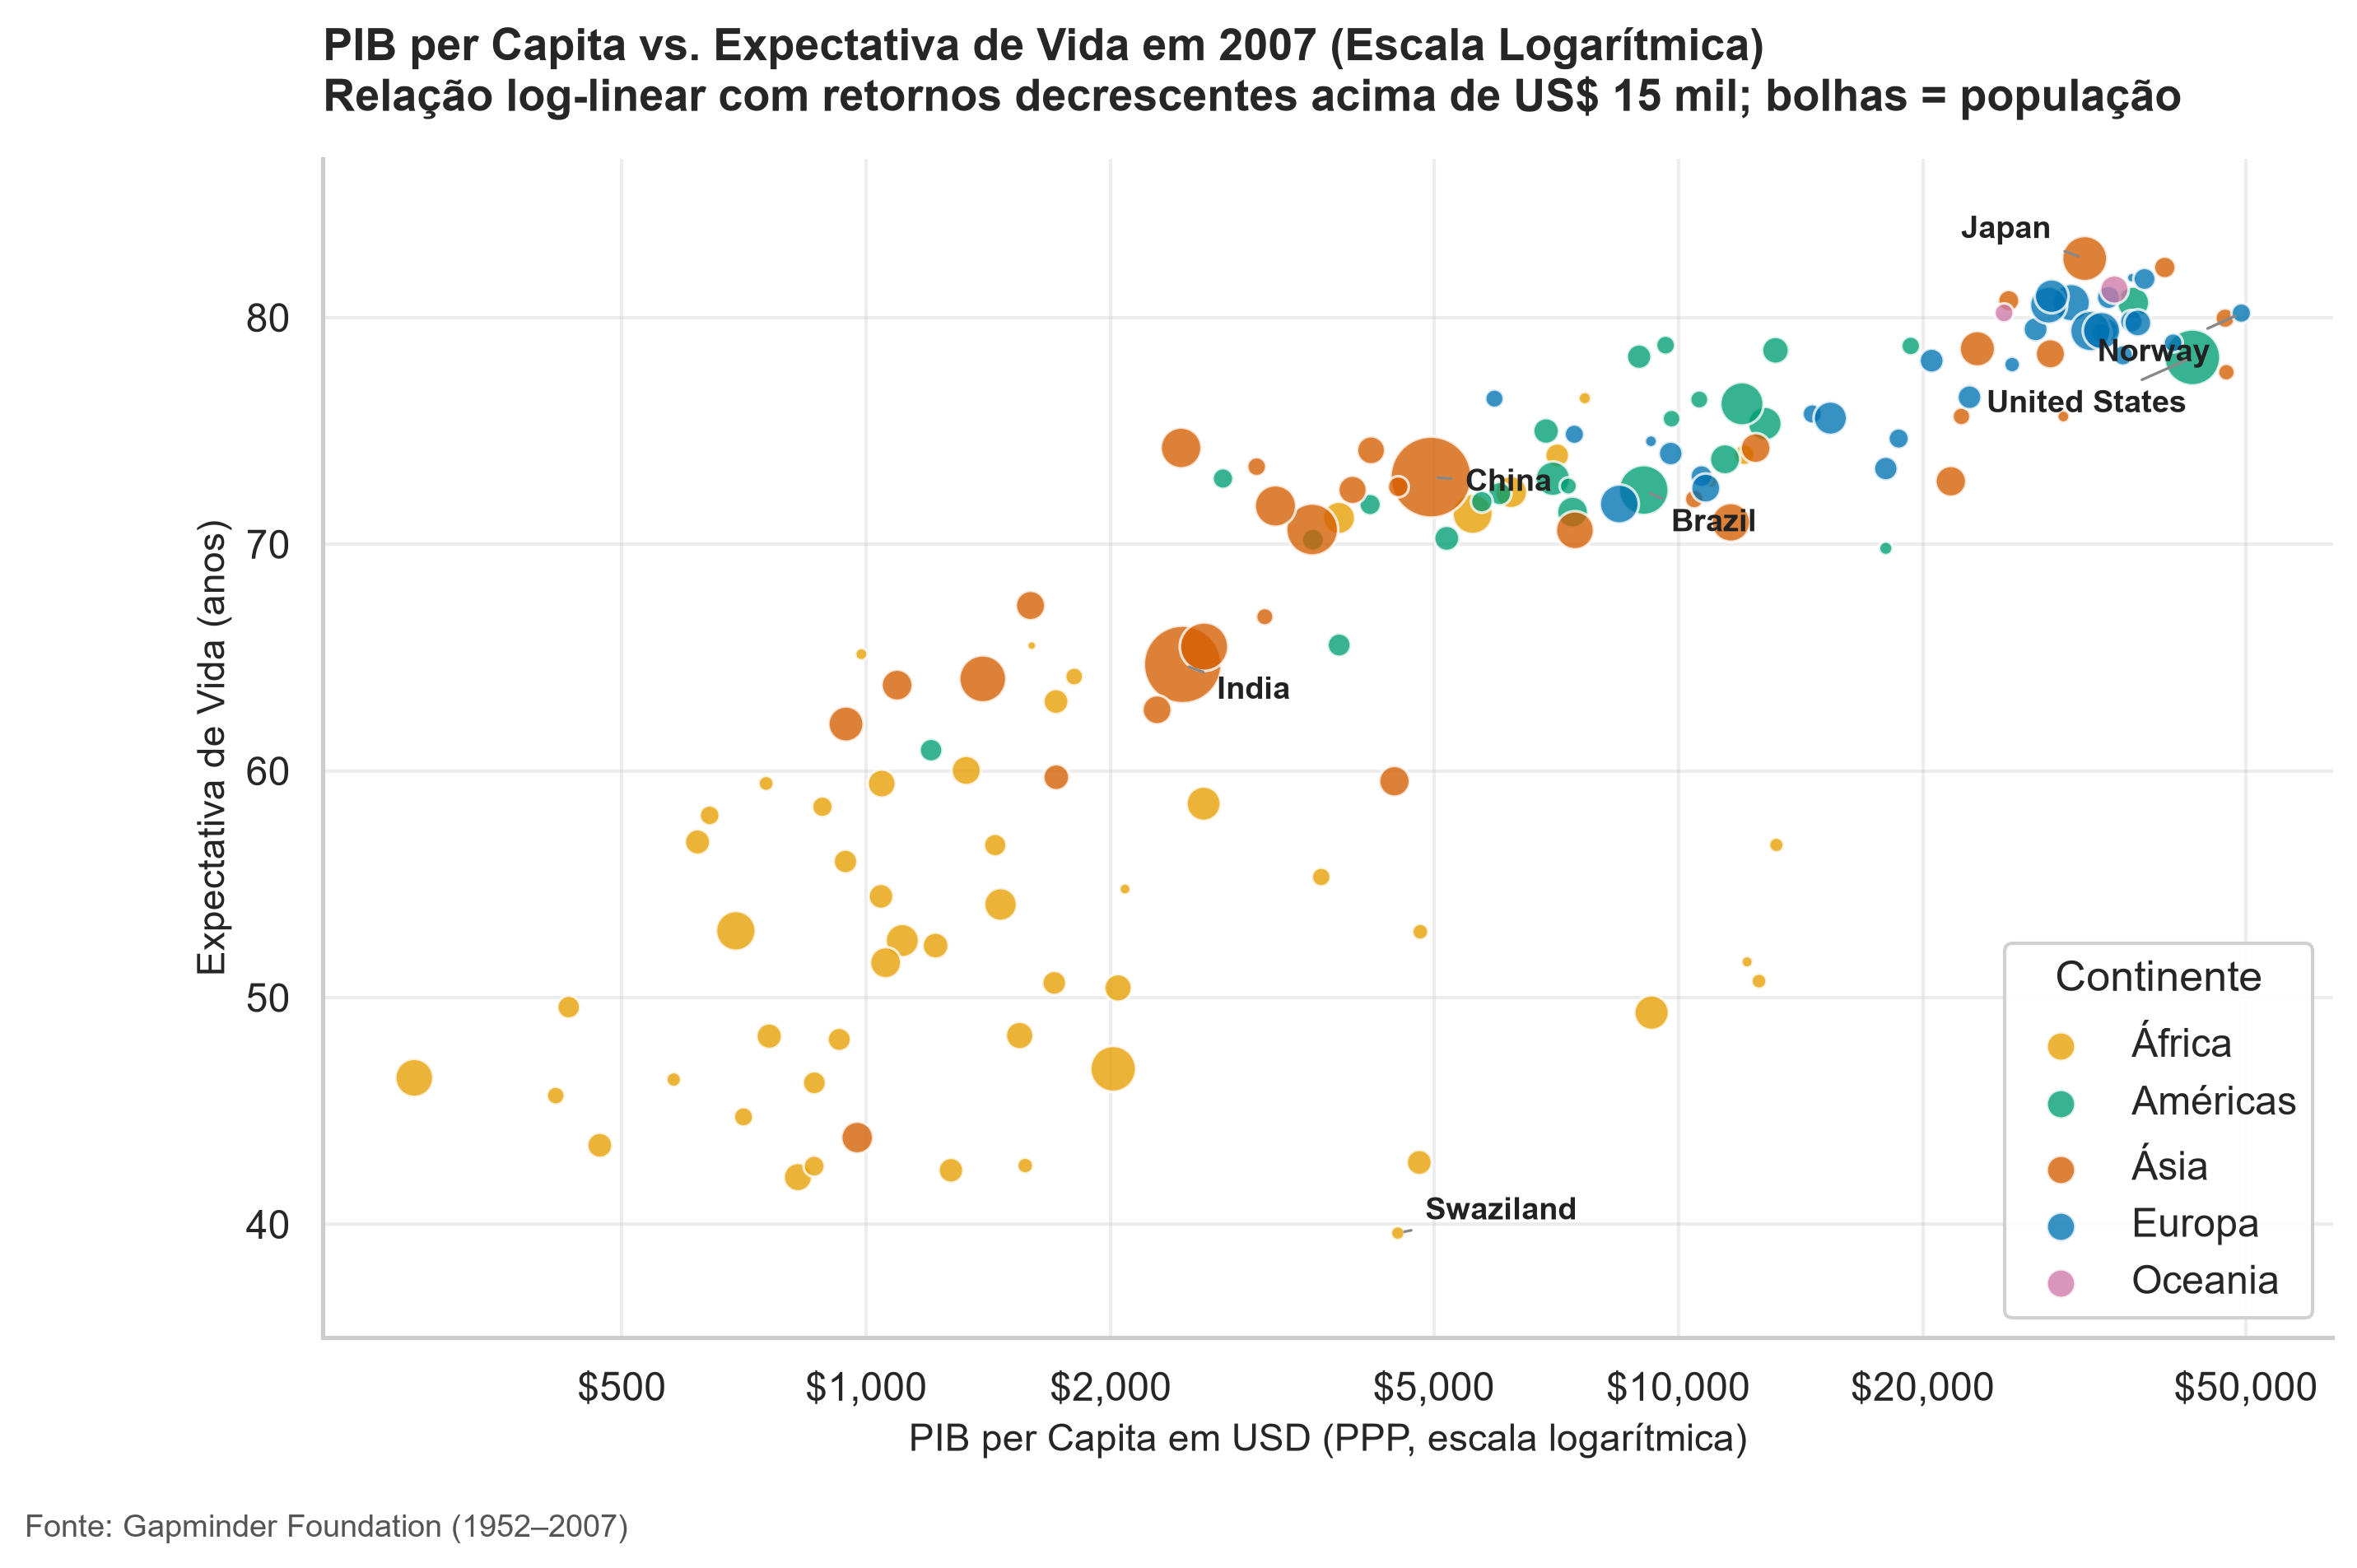 PIB per Capita vs. Expectativa de Vida em 2007 (Escala Logarítmica)
Relação log-linear com retornos decrescentes acima de US$ 15 mil; bolhas = população
Expectativa de Vida (anos)
80
70
60
50
40
Japan
Norway
United States
China
Brazil
India
Swaziland
Continente
África
Américas
Ásia
Europa
Oceania
$500
$1,000
$2,000
$5,000
$10,000
$20,000
$50,000
PIB per Capita em USD (PPP, escala logarítmica)
Fonte: Gapminder Foundation (1952–2007)